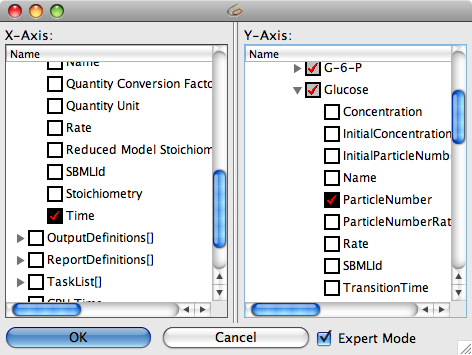 X-Axis:
Name
Name
Quantity Conversion Facto
Quantity Unit
Rate
Reduced Model Stoichiom
SBMLId
Stoichiometry
Time
OutputDefinitions[]
ReportDefinitions[]
TaskList[]
CPU Time
Y-Axis:
Name
G-6-P
Glucose
Concentration
InitialConcentration
InitialParticleNumbe
Name
ParticleNumber
ParticleNumberRat
Rate
SBMLId
TransitionTime
OK
Cancel
Expert Mode